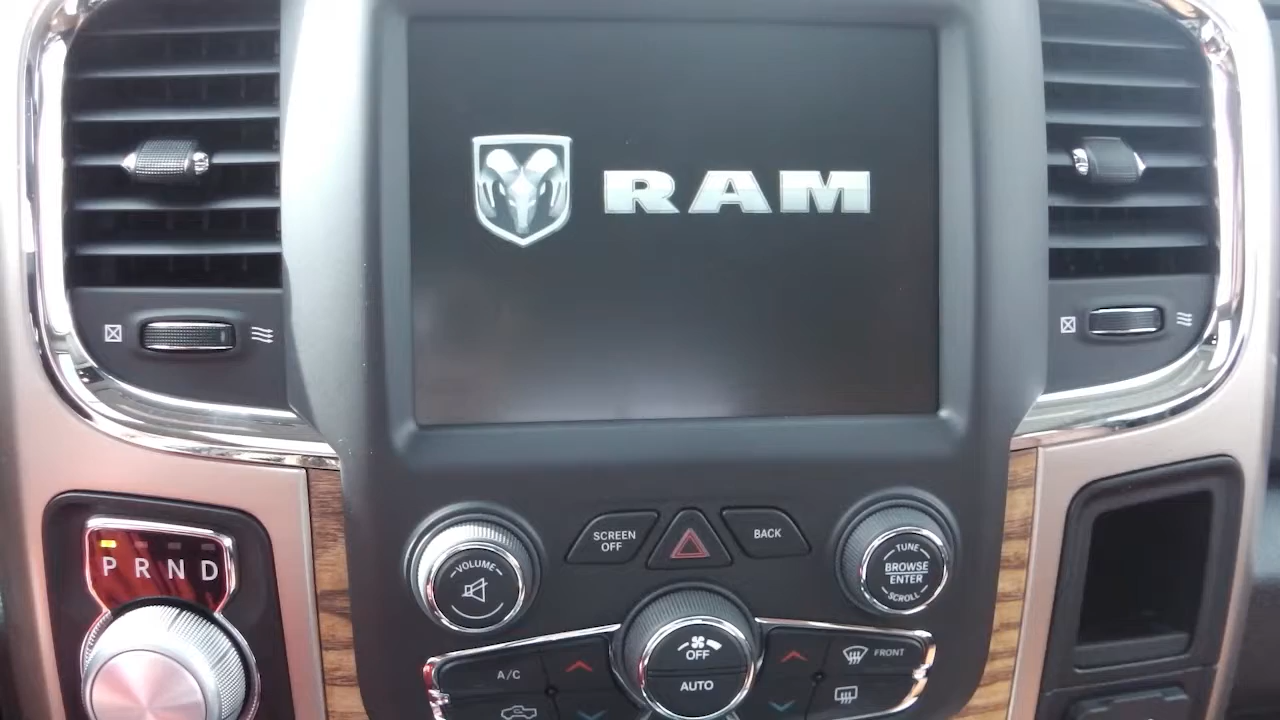 RAM
SCREEN
OFF
BACK
VOLUME
TUNE
BROWSE
ENTER
SCROLL
P R N D
OFF
AUTO
A/C
FRONT